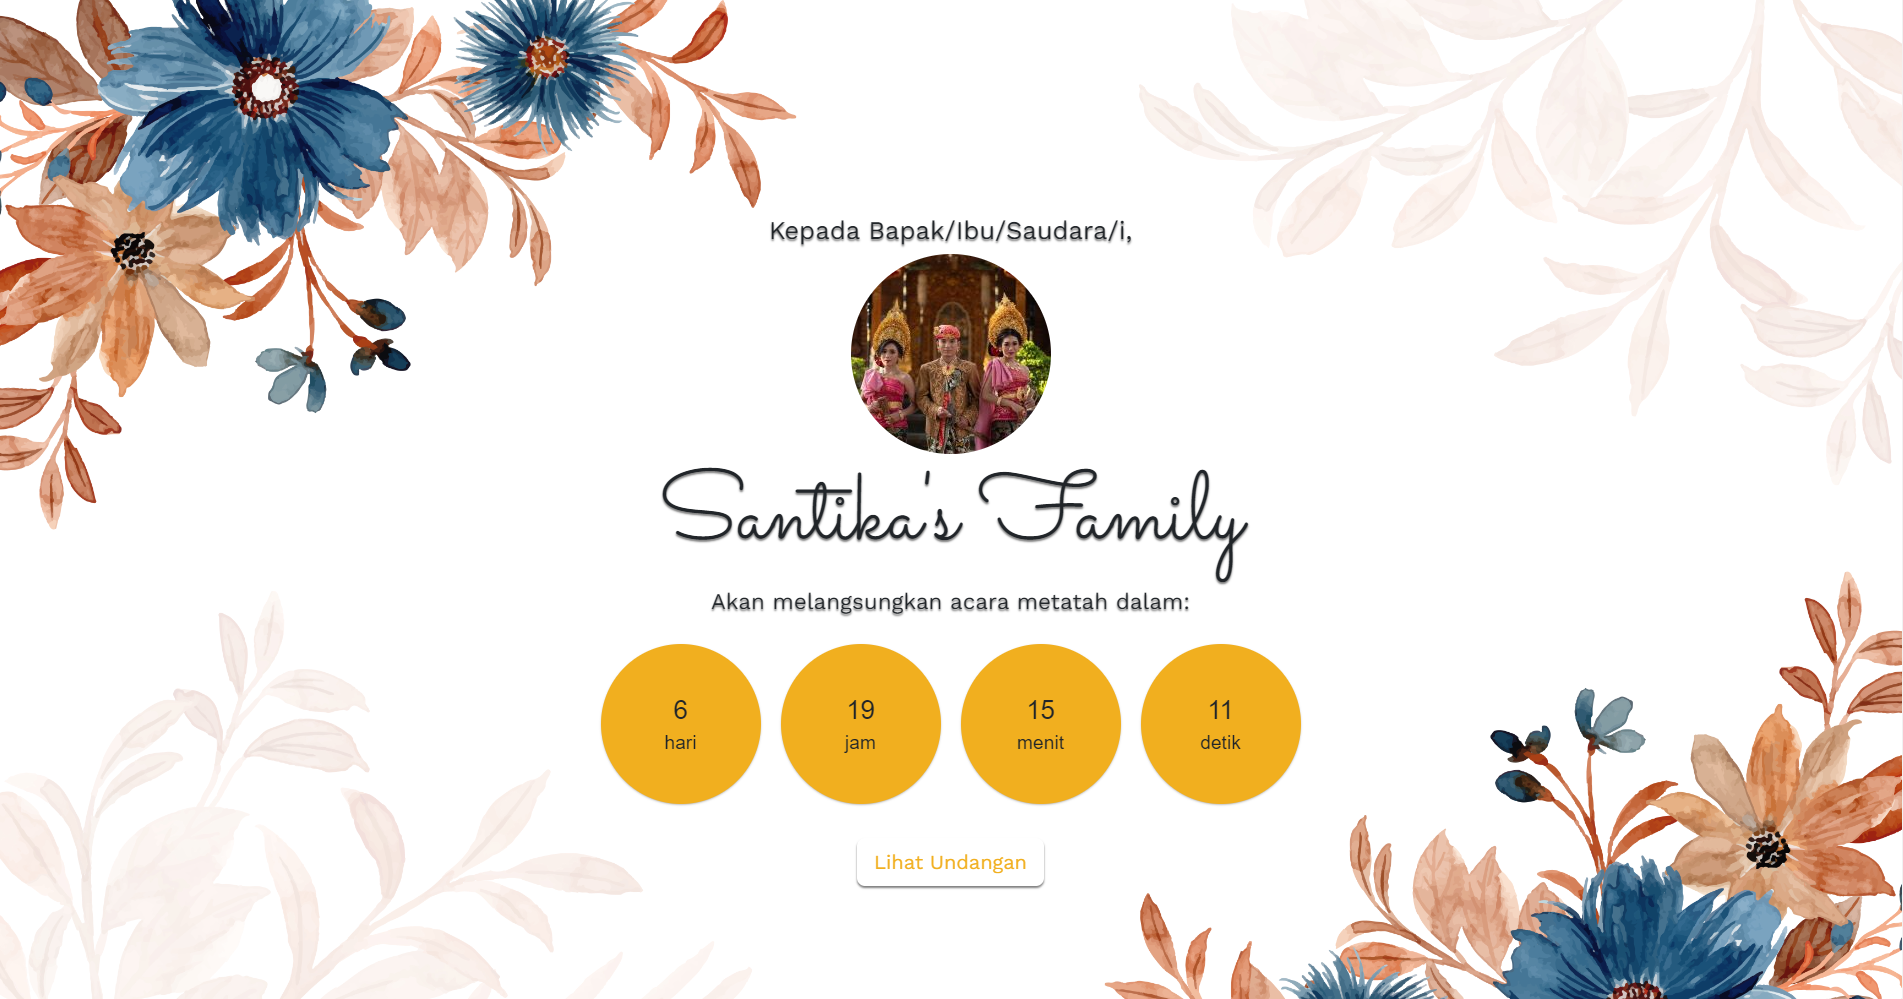 Kepada Bapak/Ibu/Saudara/i,
Santika's Family
Akan melangsungkan acara metatah dalam:
6
hari
19
jam
15
menit
11
detik
Lihat Undangan